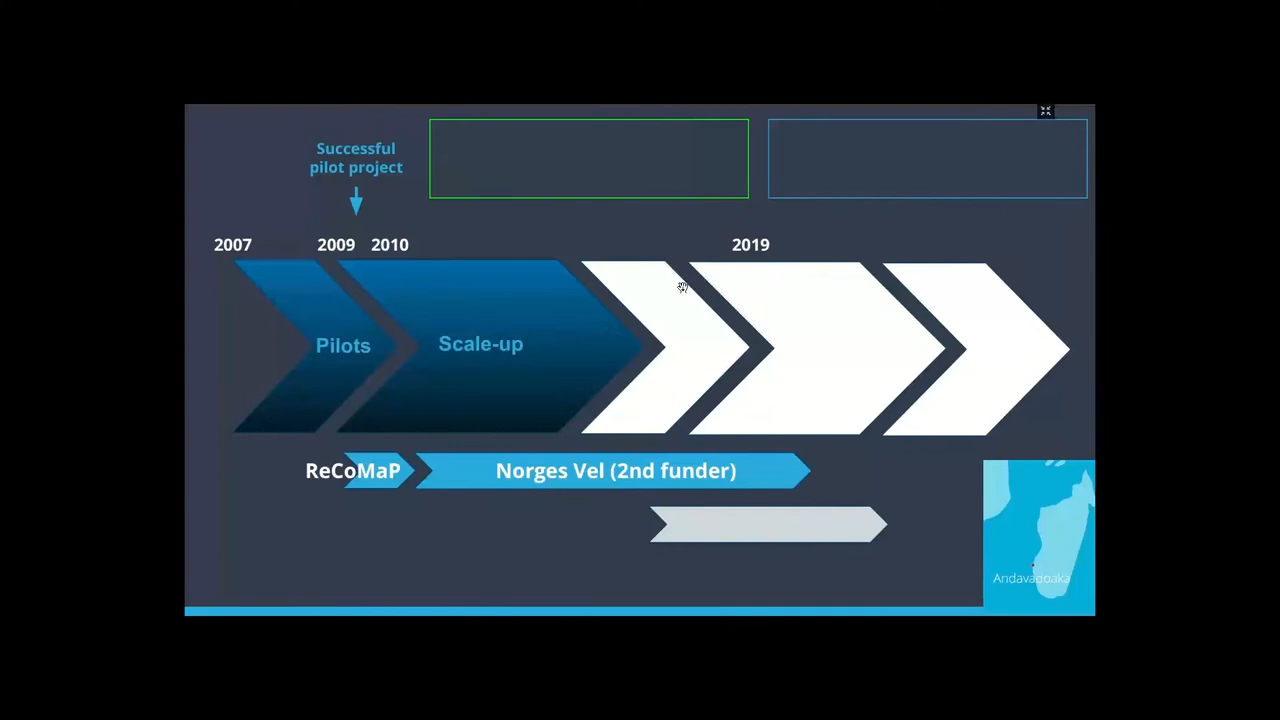 Successful
pilot project
2007
2009
2010
2019
Pilots
Scale-up
ReCoMaP
Norges Vel (2nd funder)
Andavadoaka